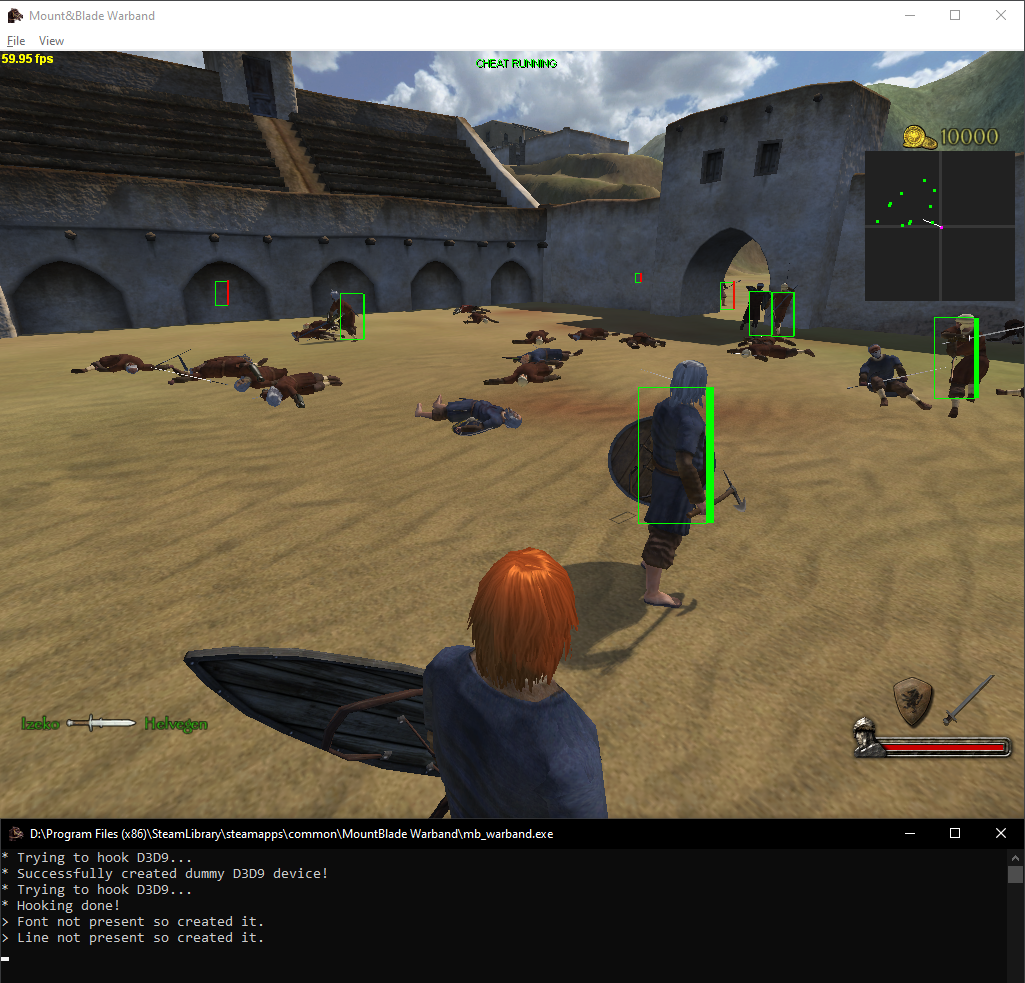 Mount&Blade Warband
File View
59.95 fps
CHEAT RUNNING
10000
Izeko Helvegen
D:\Program Files (x86)\SteamLibrary\steamapps\common\MountBlade Warband\mb_warband.exe
* Trying to hook D3D9...
* Successfully created dummy D3D9 device!
* Trying to hook D3D9...
* Hooking done!
> Font not present so created it.
> Line not present so created it.